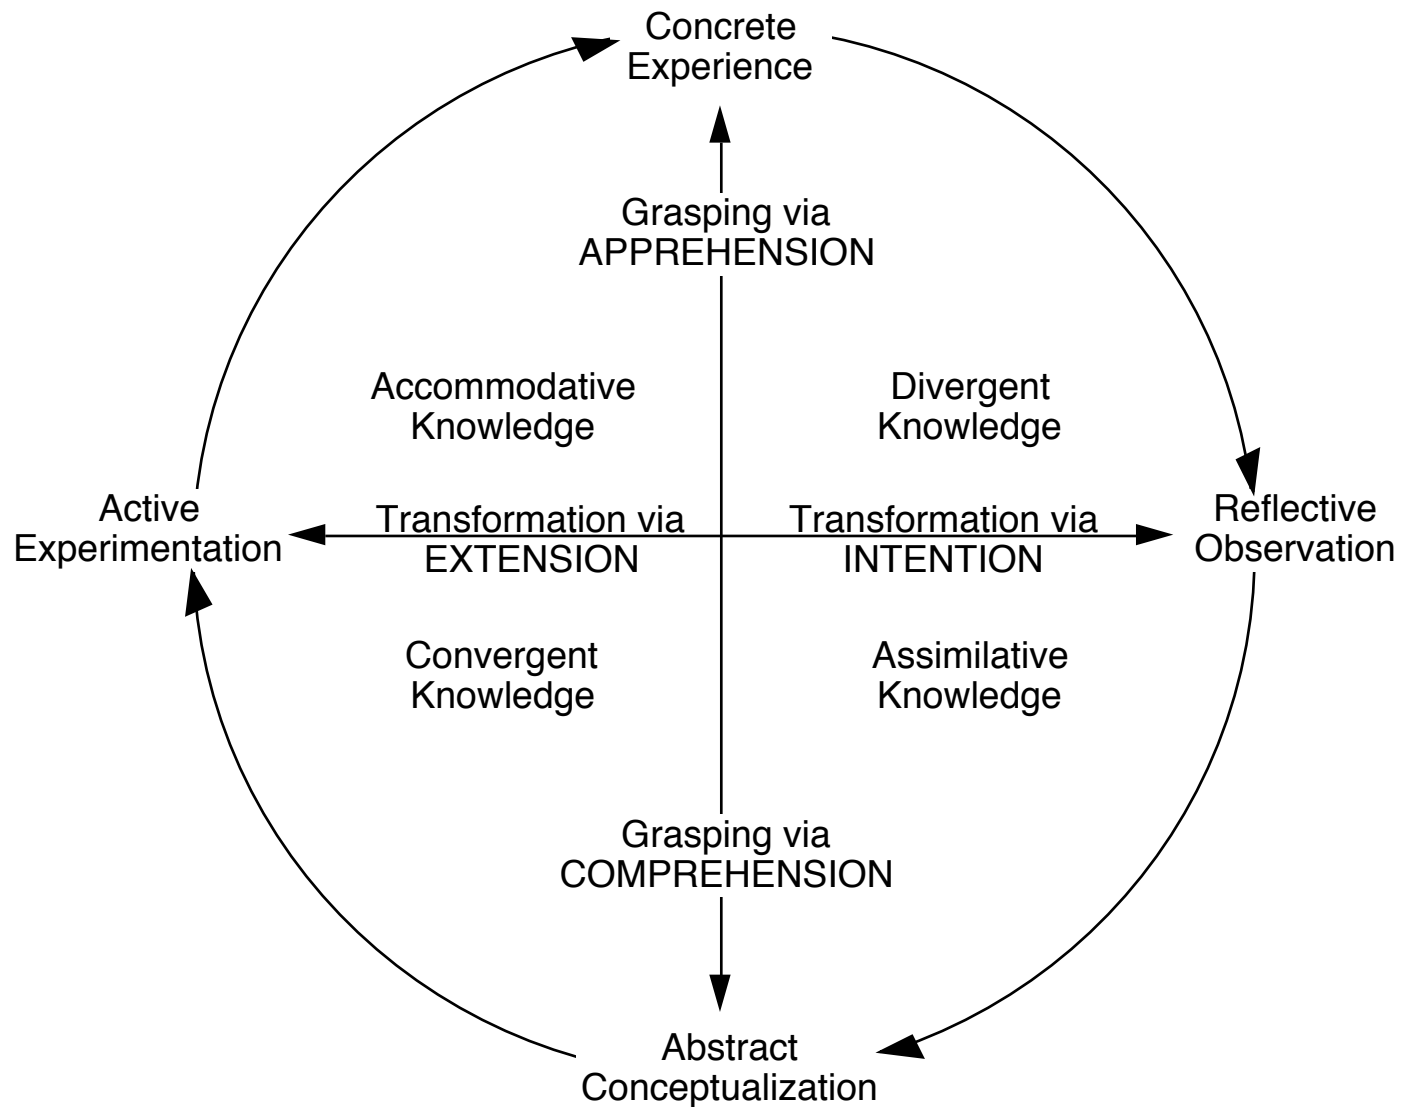 Concrete
Experience
Grasping via
APPREHENSION
Accommodative
Knowledge
Divergent
Knowledge
Active
Experimentation
Transformation via
EXTENSION
Transformation via
INTENTION
Reflective
Observation
Convergent
Knowledge
Assimilative
Knowledge
Grasping via
COMPREHENSION
Abstract
Conceptualization